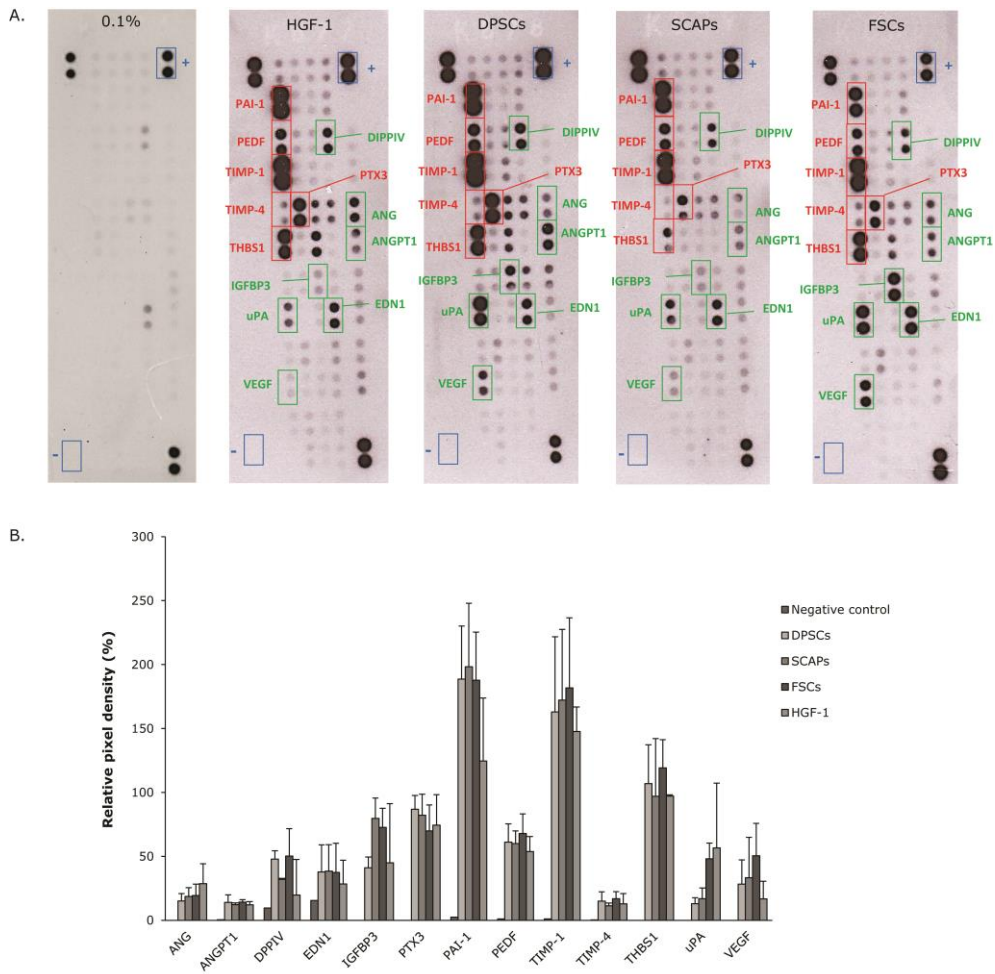 A.
0.1%
HGF-1
DPSCs
SCAPs
FSCs
+
+
+
+
+
PAI-1
PEDF
DIPPIV
TIMP-1
PTX3
TIMP-4
ANG
THBS1
ANGPT1
IGFBP3
uPA
EDN1
VEGF
-
-
PAI-1
PEDF
DIPPIV
TIMP-1
PTX3
TIMP-4
ANG
THBS1
ANGPT1
IGFBP3
uPA
EDN1
VEGF
-
PAI-1
PEDF
DIPPIV
TIMP-1
PTX3
TIMP-4
ANG
THBS1
ANGPT1
IGFBP3
uPA
EDN1
VEGF
-
PAI-1
PEDF
DIPPIV
TIMP-1
PTX3
TIMP-4
ANG
THBS1
ANGPT1
IGFBP3
uPA
EDN1
VEGF
-
B.
Relative pixel density (%)
300
250
200
150
100
50
0
ANG
ANGPT1
DPPIV
EDN1
IGFBP3
PTX3
PAI-1
PEDF
TIMP-1
TIMP-4
THBS1
uPA
VEGF
Negative control
DPSCs
SCAPs
FSCs
HGF-1